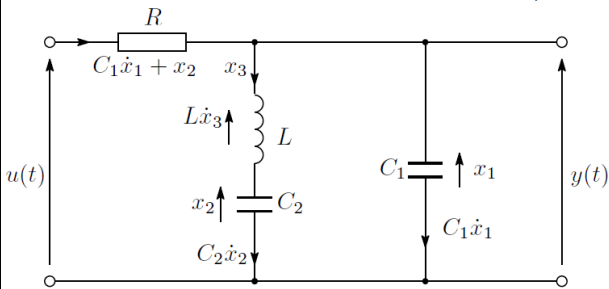 R
C₁ẋ₁ + x₂
x₃
Lẋ₃
L
u(t)
x₂
C₂
C₁
x₁
y(t)
C₂ẋ₂
C₁ẋ₁